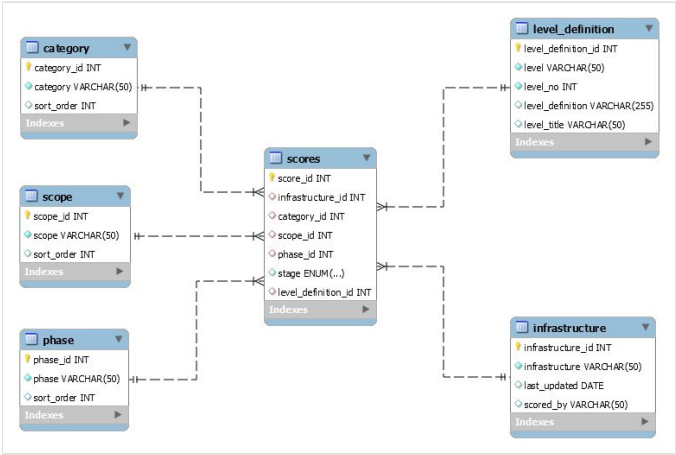 category
category_id INT
category VARCHAR(50)
sort_order INT
Indexes
scope
scope_id INT
scope VARCHAR(50)
sort_order INT
Indexes
phase
phase_id INT
phase VARCHAR(50)
sort_order INT
Indexes
scores
score_id INT
infrastructure_id INT
category_id INT
scope_id INT
phase_id INT
stage ENUM(...)
level_definition_id INT
Indexes
level_definition
level_definition_id INT
level VARCHAR(50)
level_no INT
level_definition VARCHAR(255)
level_title VARCHAR(50)
Indexes
infrastructure
infrastructure_id INT
infrastructure VARCHAR(50)
last_updated DATE
scored_by VARCHAR(50)
Indexes